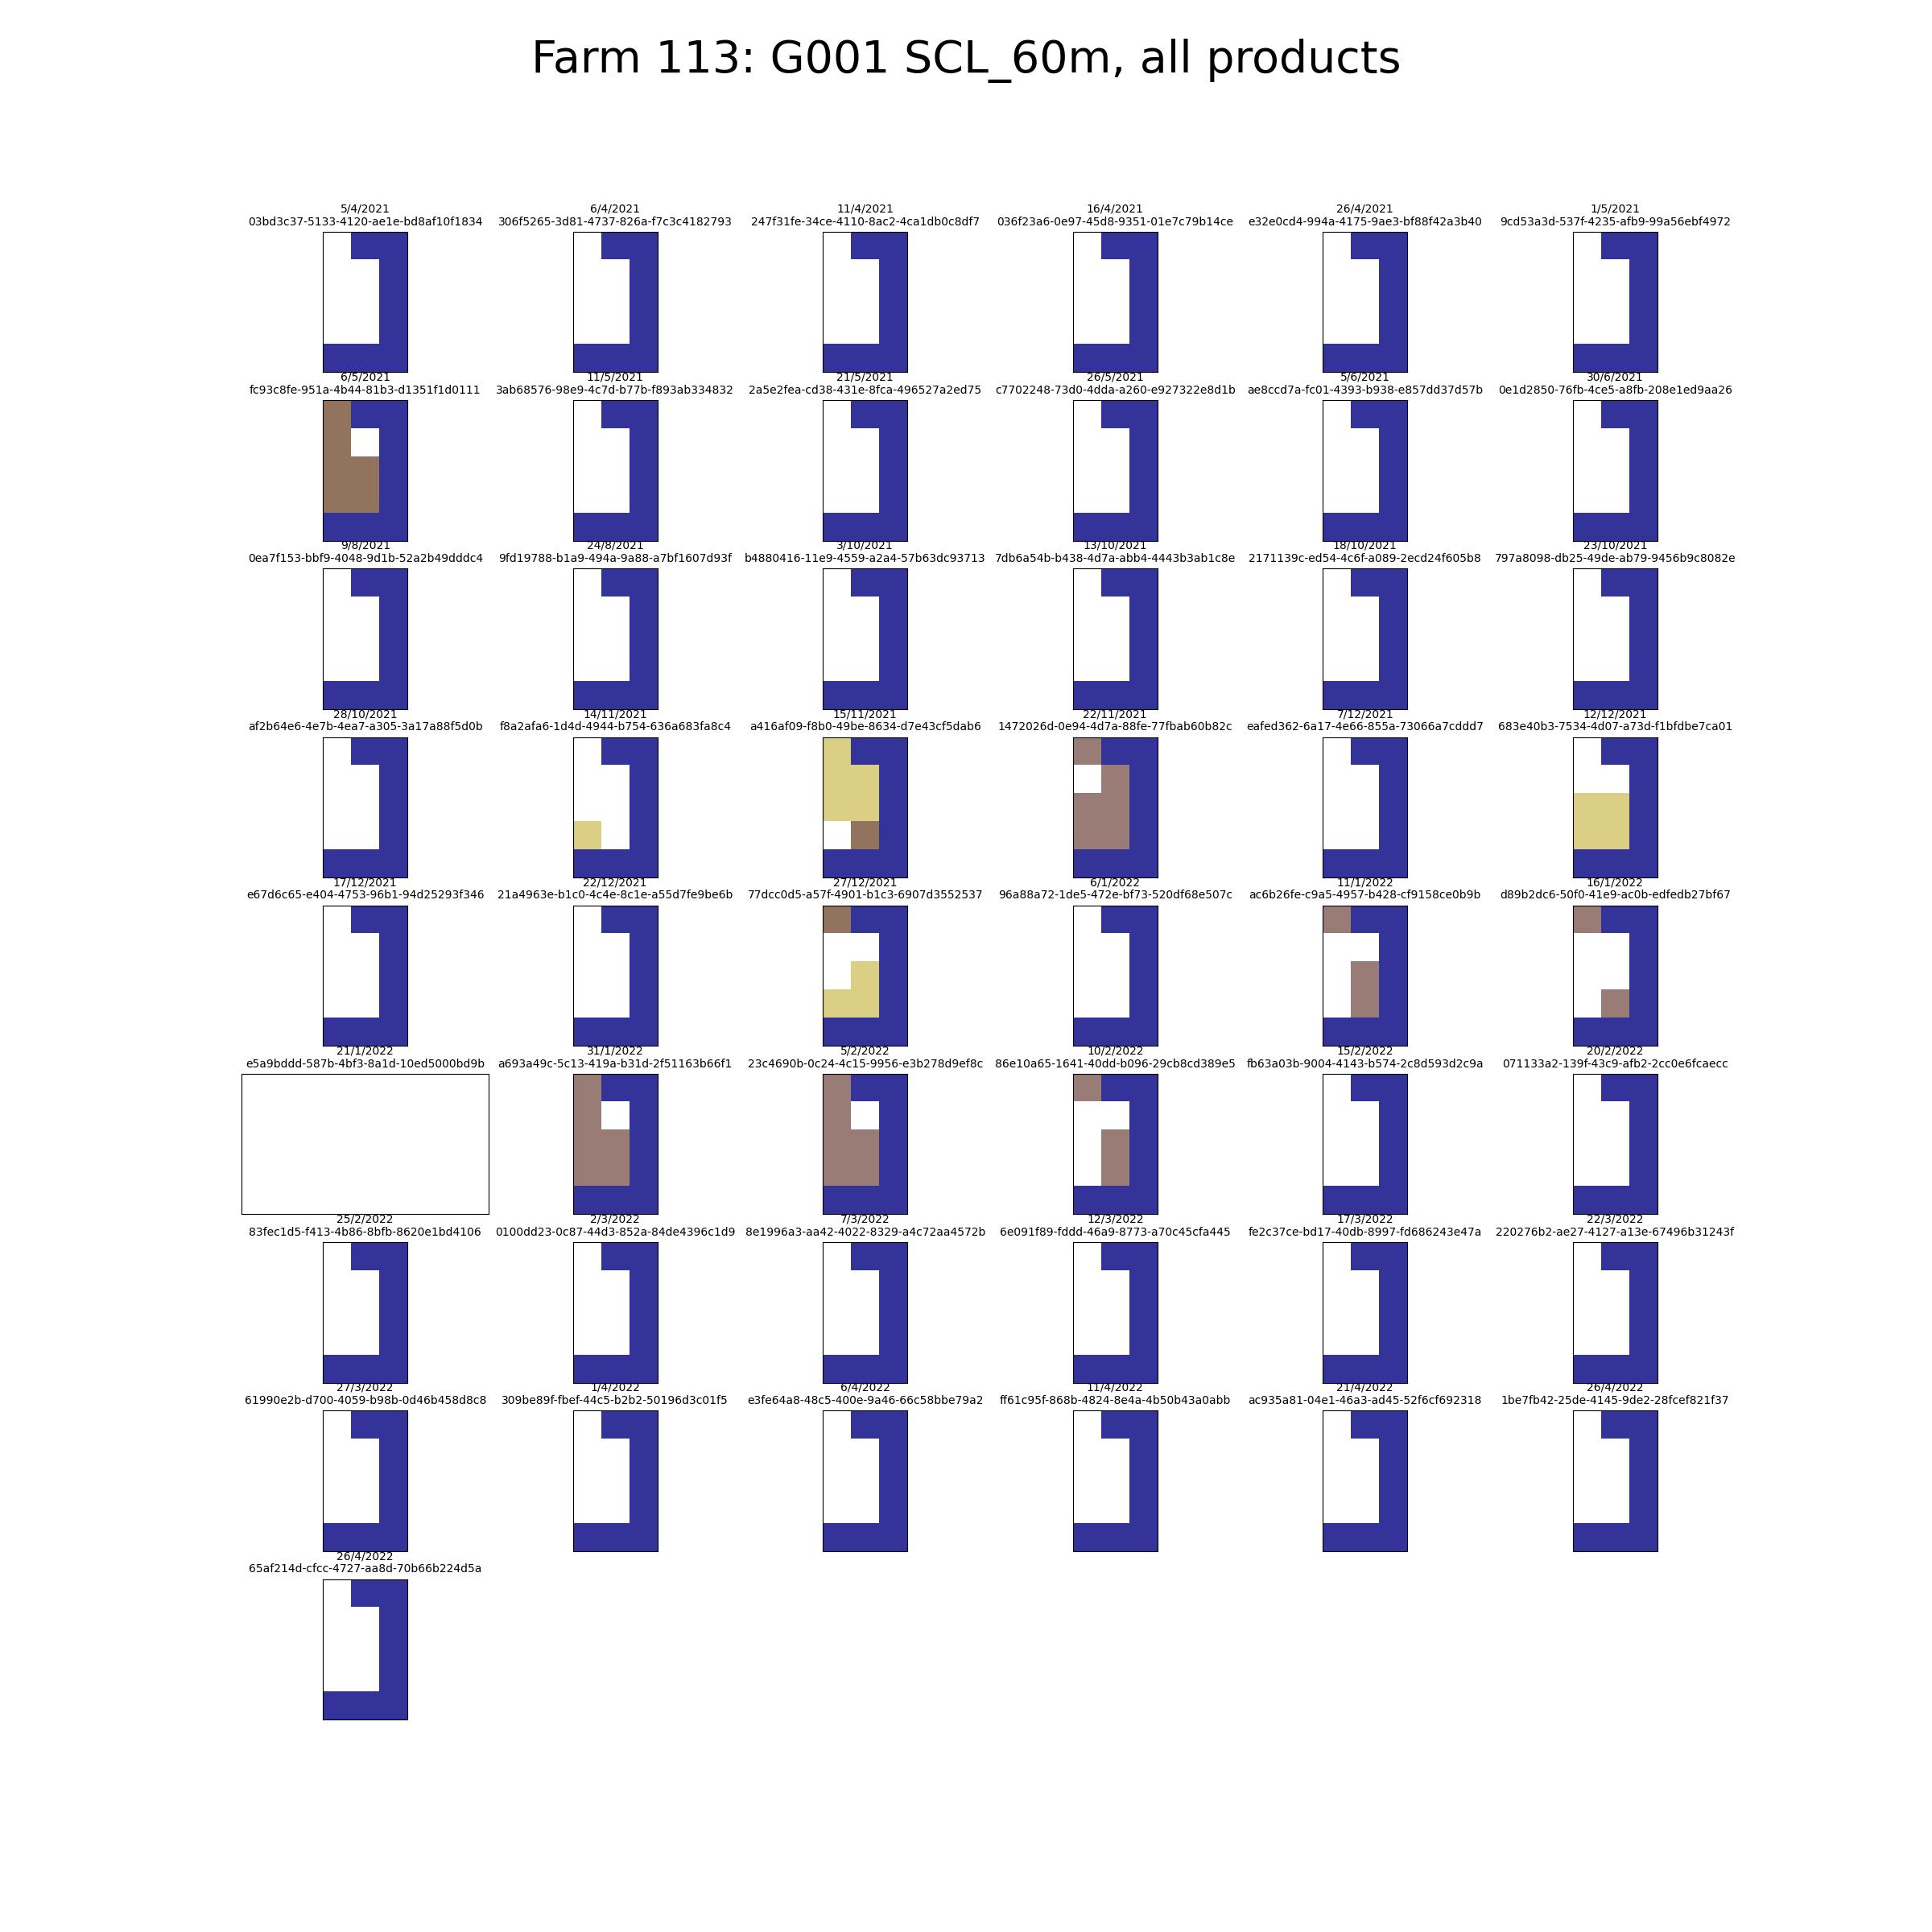 Farm 113: G001 SCL_60m, all products
5/4/2021
03bd3c37-5133-4120-ae1e-bd8af10f1834
6/4/2021
306f5265-3d81-4737-826a-f7c3c4182793
11/4/2021
247f31fe-34ce-4110-8ac2-4ca1db0c8df7
16/4/2021
036f23a6-0e97-45d8-9351-01e7c79b14ce
26/4/2021
e32e0cd4-994a-4175-9ae3-bf88f42a3b40
1/5/2021
9cd53a3d-537f-4235-afb9-99a56ebf4972
6/5/2021
fc93c8fe-951a-4b44-81b3-d1351f1d0111
11/5/2021
3ab68576-98e9-4c7d-b77b-f893ab334832
21/5/2021
2a5e2fea-cd38-431e-8fca-496527a2ed75
26/5/2021
c7702248-73d0-4dda-a260-e927322e8d1b
5/6/2021
ae8ccd7a-fc01-4393-b938-e857dd37d57b
30/6/2021
0e1d2850-76fb-4ce5-a8fb-208e1ed9aa26
9/8/2021
0ea7f153-bbf9-4048-9d1b-52a2b49dddc4
24/8/2021
9fd19788-b1a9-494a-9a88-a7bf1607d93f
3/10/2021
b4880416-11e9-4559-a2a4-57b63dc93713
13/10/2021
7db6a54b-b438-4d7a-abb4-4443b3ab1c8e
18/10/2021
2171139c-ed54-4c6f-a089-2ecd24f605b8
23/10/2021
797a8098-db25-49de-ab79-9456b9c8082e
28/10/2021
af2b64e6-4e7b-4ea7-a305-3a17a88f5d0b
14/11/2021
f8a2afa6-1d4d-4944-b754-636a683fa8c4
15/11/2021
a416af09-f8b0-49be-8634-d7e43cf5dab6
22/11/2021
1472026d-0e94-4d7a-88fe-77fbab60b82c
7/12/2021
eafed362-6a17-4e66-855a-73066a7cddd7
12/12/2021
683e40b3-7534-4d07-a73d-f1bfdbe7ca01
17/12/2021
e67d6c65-e404-4753-96b1-94d25293f346
22/12/2021
21a4963e-b1c0-4c4e-8c1e-a55d7fe9be6b
27/12/2021
77dcc0d5-a57f-4901-b1c3-6907d3552537
6/1/2022
96a88a72-1de5-472e-bf73-520df68e507c
11/1/2022
ac6b26fe-c9a5-4957-b428-cf9158ce0b9b
16/1/2022
d89b2dc6-50f0-41e9-ac0b-edfedb27bf67
21/1/2022
e5a9bddd-587b-4bf3-8a1d-10ed5000bd9b
31/1/2022
a693a49c-5c13-419a-b31d-2f51163b66f1
5/2/2022
23c4690b-0c24-4c15-9956-e3b278d9ef8c
10/2/2022
86e10a65-1641-40dd-b096-29cb8cd389e5
15/2/2022
fb63a03b-9004-4143-b574-2c8d593d2c9a
20/2/2022
071133a2-139f-43c9-afb2-2cc0e6fcaecc
25/2/2022
83fec1d5-f413-4b86-8bfb-8620e1bd4106
2/3/2022
0100dd23-0c87-44d3-852a-84de4396c1d9
7/3/2022
8e1996a3-aa42-4022-8329-a4c72aa4572b
12/3/2022
6e091f89-fddd-46a9-8773-a70c45cfa445
17/3/2022
fe2c37ce-bd17-40db-8997-fd686243e47a
22/3/2022
220276b2-ae27-4127-a13e-67496b31243f
27/3/2022
61990e2b-d700-4059-b98b-0d46b458d8c8
1/4/2022
309be89f-fbef-44c5-b2b2-50196d3c01f5
6/4/2022
e3fe64a8-48c5-400e-9a46-66c58bbe79a2
11/4/2022
ff61c95f-868b-4824-8e4a-4b50b43a0abb
21/4/2022
ac935a81-04e1-46a3-ad45-52f6cf692318
26/4/2022
1be7fb42-25de-4145-9de2-28fcef821f37
26/4/2022
65af214d-cfcc-4727-aa8d-70b66b224d5a